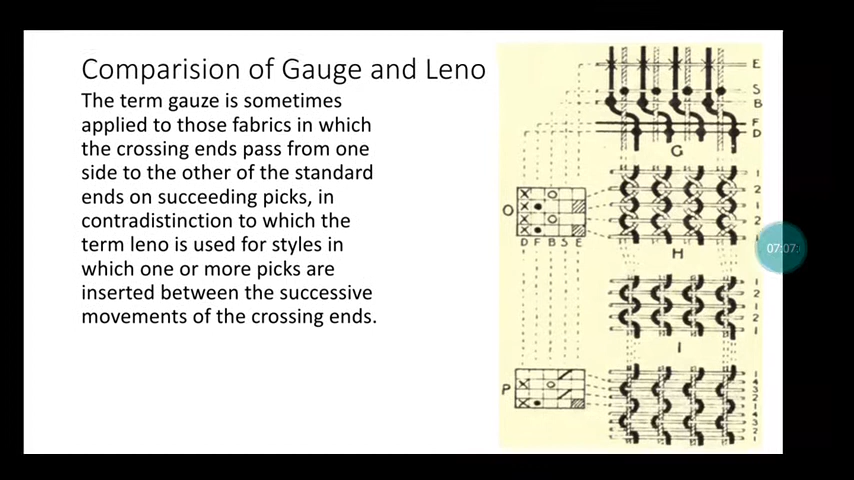 Comparision of Gauge and Leno
The term gauze is sometimes
applied to those fabrics in which
the crossing ends pass from one
side to the other of the standard
ends on succeeding picks, in
contradistinction to which the
term leno is used for styles in
which one or more picks are
inserted between the successive
movements of the crossing ends.
E
S
B
F
D
G
1
2
1
2
1
O
D F B S E
H
1
2
1
2
1
I
P
1
4
3
2
1
4
3
2
1
07:07: